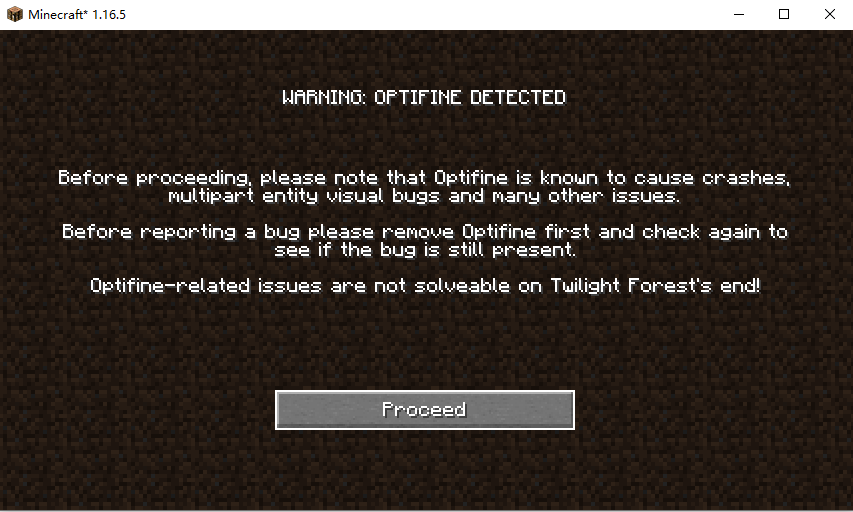 Minecraft* 1.16.5
WARNING: OPTIFINE DETECTED
Before proceeding, please note that Optifine is known to cause crashes,
multipart entity visual bugs and many other issues.
Before reporting a bug please remove Optifine first and check again to
see if the bug is still present.
Optifine-related issues are not solveable on Twilight Forest's end!
Proceed